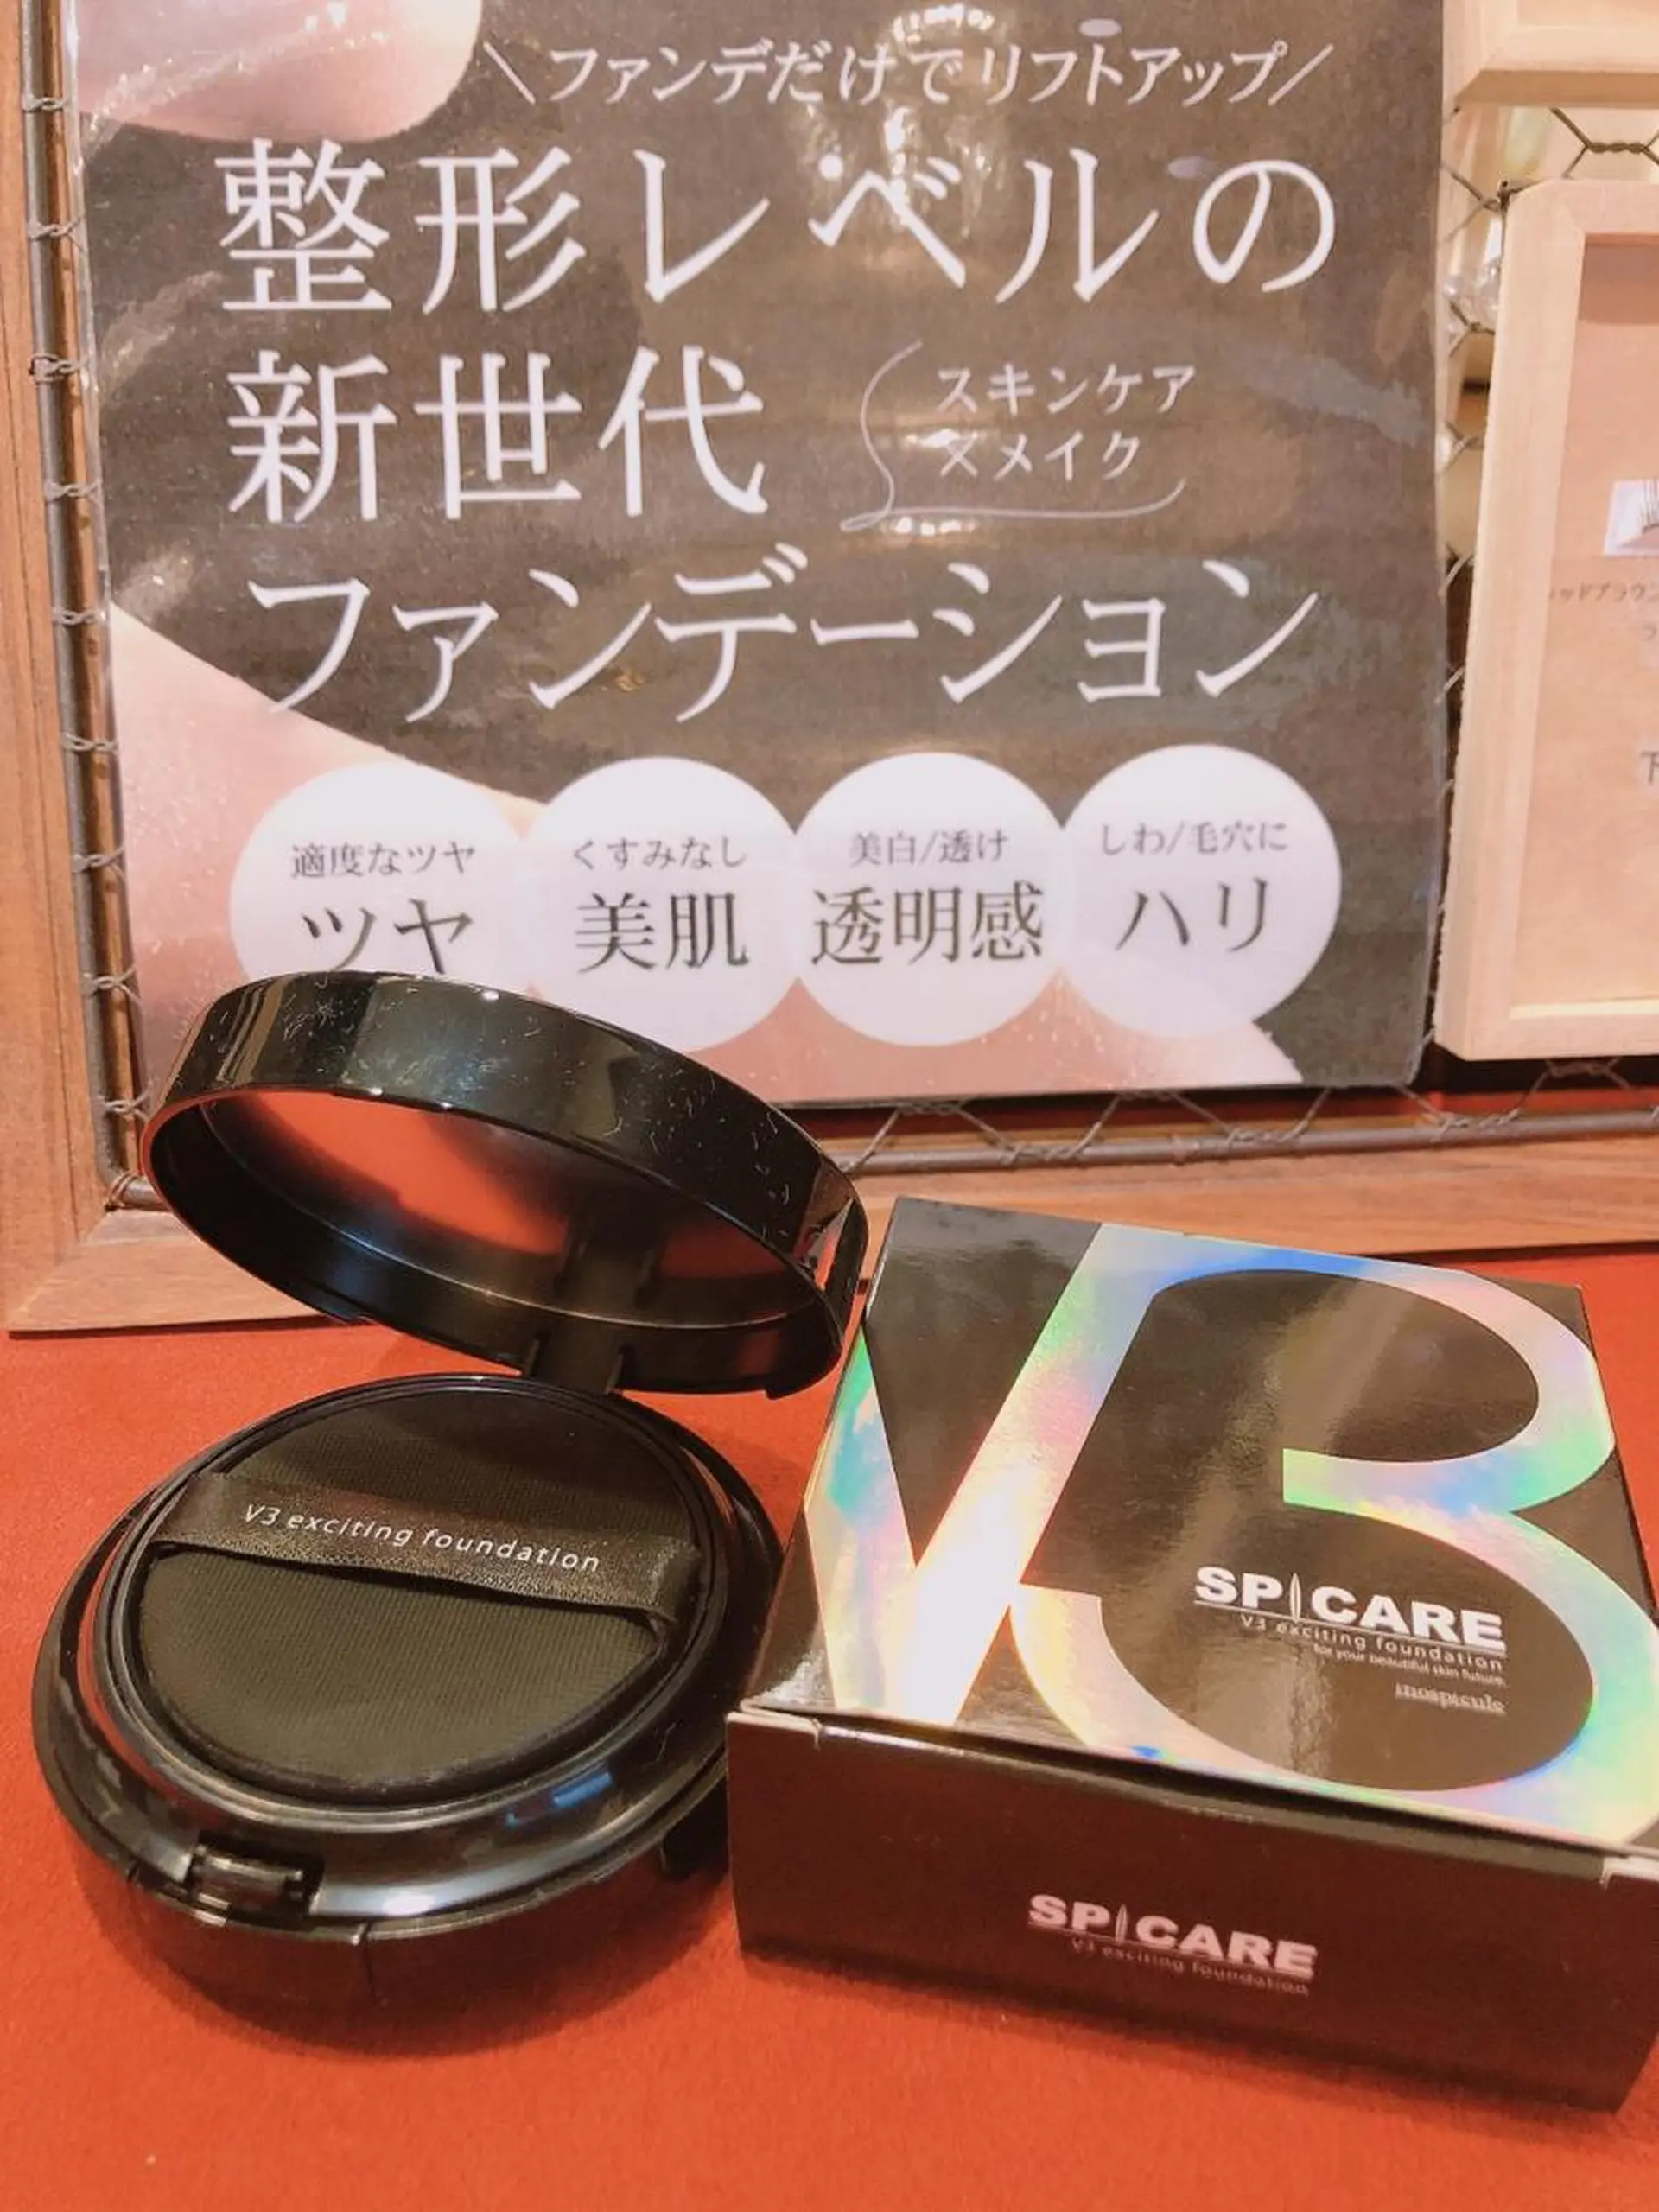 \ファンデだけでリフトアップ/
整形レベルの
新世代
スキンケア
×メイク
ファンデーション
適度なツヤ
ツヤ
くすみなし
美肌
美白/透け
透明感
しわ/毛穴に
ハリ
V3 exciting foundation
V3
SPICARE
V3 exciting foundation
for your beautiful skin future.
inospicule
SPICARE
V3 exciting foundation